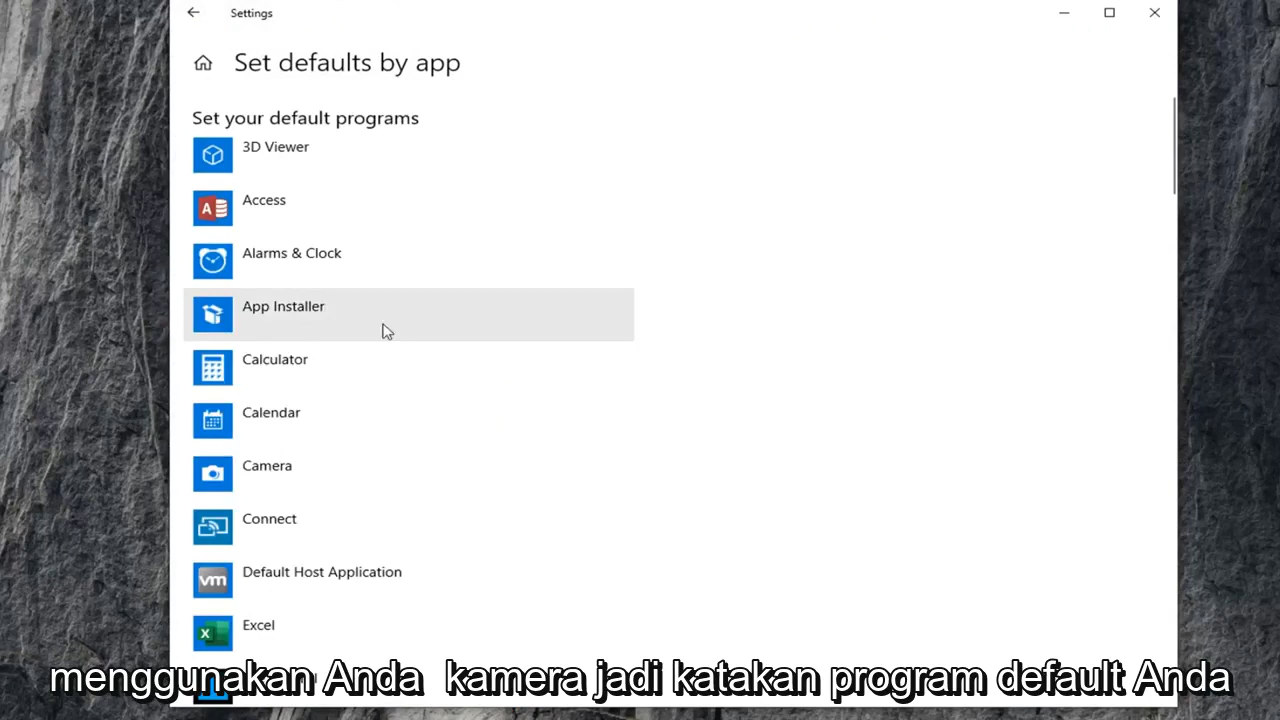 Settings
Set defaults by app
Set your default programs
3D Viewer
Access
A
Alarms & Clock
App Installer
Calculator
Calendar
Camera
Connect
Default Host Application
vm
Excel
X
menggunakan Anda kamera jadi katakan program default Anda